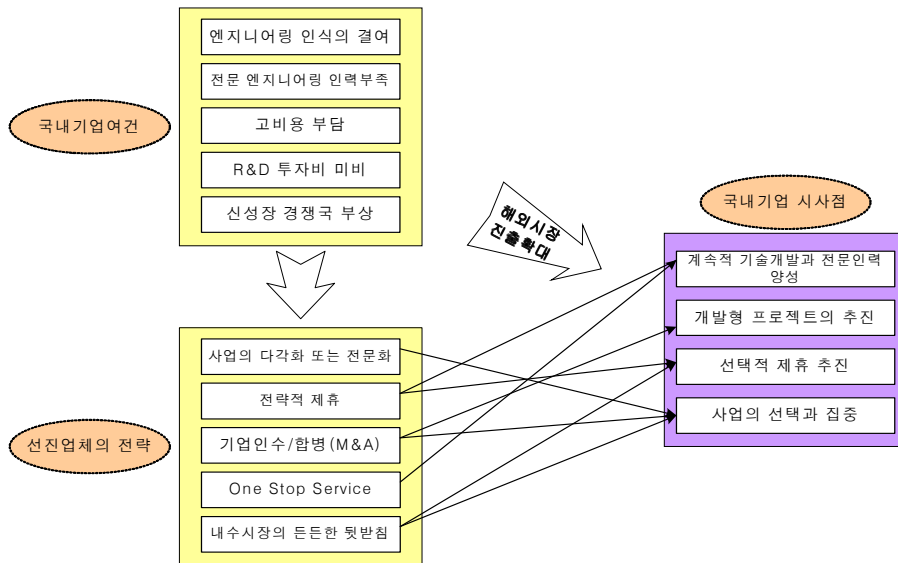 국내기업여건
엔지니어링 인식의 결여
전문 엔지니어링 인력부족
고비용 부담
R&D 투자비 미비
신성장 경쟁국 부상
해외시장
진출확대
선진업체의 전략
사업의 다각화 또는 전문화
전략적 제휴
기업인수/합병(M&A)
One Stop Service
내수시장의 든든한 뒷받침
국내기업 시사점
계속적 기술개발과 전문인력
양성
개발형 프로젝트의 추진
선택적 제휴 추진
사업의 선택과 집중